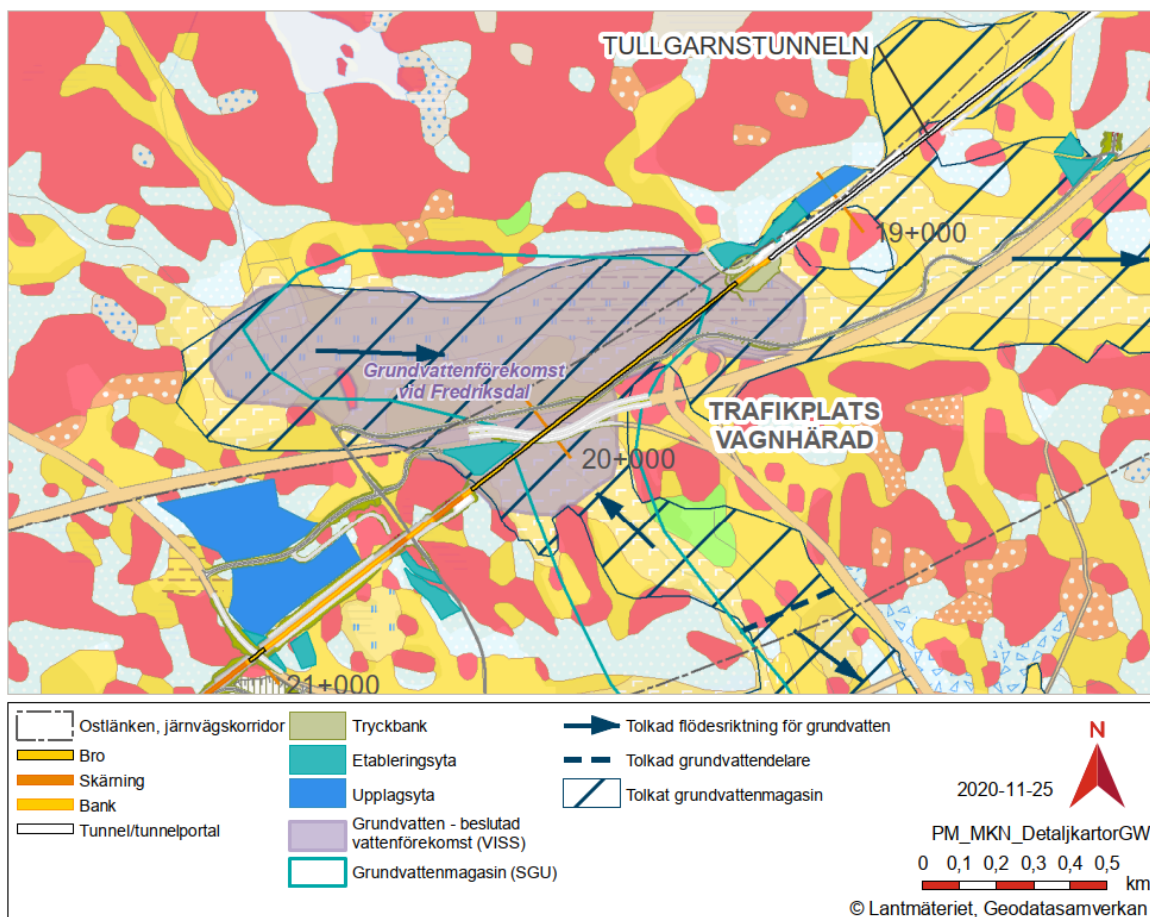 TULLGARNSTUNNELN
19+000
Grundvattenförekomst
vid Fredriksdal
TRAFIKPLATS
VAGNHÄRAD
20+000
21+000
Ostlänken, järnvägskorridor
Bro
Skärning
Bank
Tunnel/tunnelportal
Tryckbank
Etableringsyta
Upplagsyta
Grundvatten - beslutad
vattenförekomst (VISS)
Grundvattenmagasin (SGU)
Tolkad flödesriktning för grundvatten
Tolkad grundvattendelare
Tolkat grundvattenmagasin
N
2020-11-25
PM_MKN_DetaljkartorGW
0 0,1 0,2 0,3 0,4 0,5
km
© Lantmäteriet, Geodatasamverkan